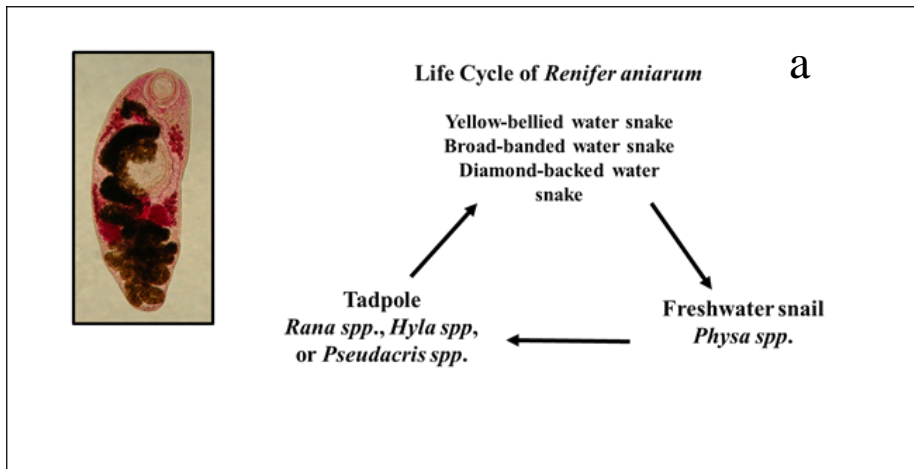 Life Cycle of Renifer aniarum
a
Yellow-bellied water snake
Broad-banded water snake
Diamond-backed water
snake
Tadpole
Rana spp., Hyla spp,
or Pseudacris spp.
Freshwater snail
Physa spp.